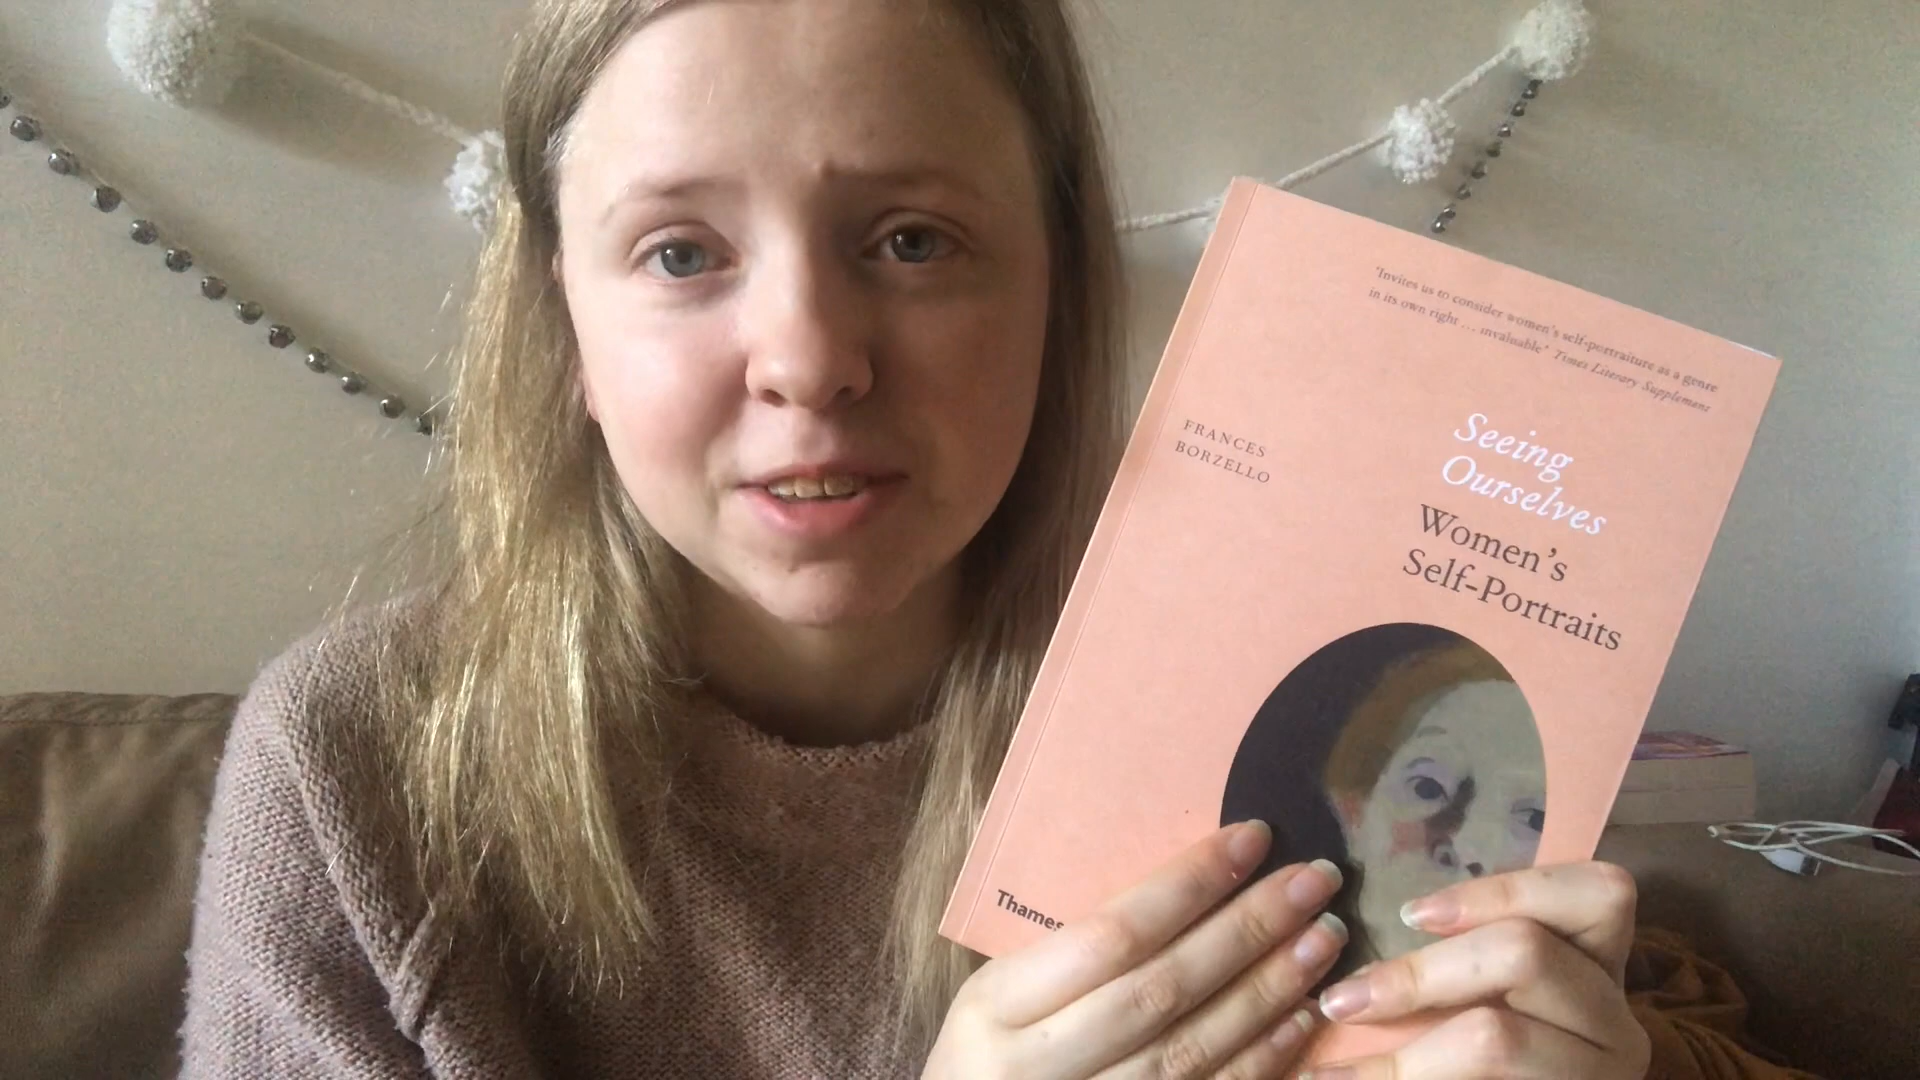 'Invites us to consider women's self-portraiture as a genre
in its own right ... invaluable' Times Literary Supplement
FRANCES
BORZELLO
Seeing
Ourselves
Women's
Self-Portraits
Thames